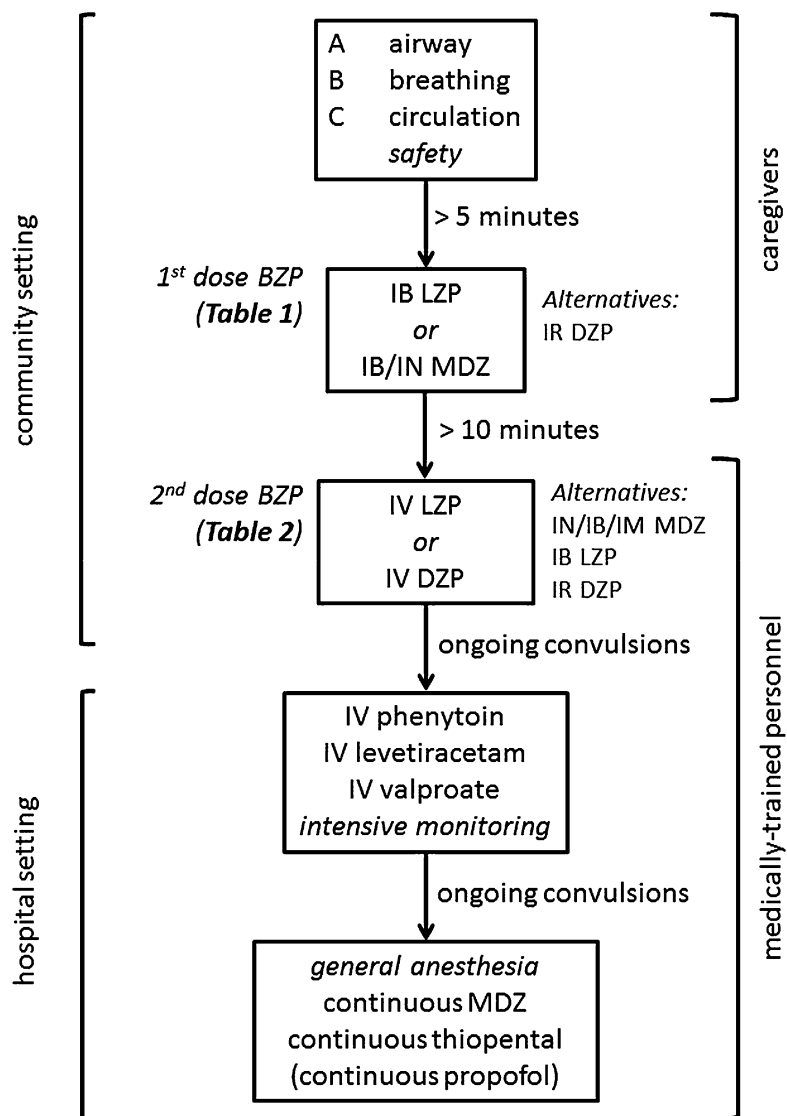 A airway
B breathing
C circulation
safety
> 5 minutes
1st dose BZP
(Table 1)
IB LZP
or
IB/IN MDZ
Alternatives:
IR DZP
> 10 minutes
2nd dose BZP
(Table 2)
IV LZP
or
IV DZP
Alternatives:
IN/IB/IM MDZ
IB LZP
IR DZP
ongoing convulsions
IV phenytoin
IV levetiracetam
IV valproate
intensive monitoring
ongoing convulsions
general anesthesia
continuous MDZ
continuous thiopental
(continuous propofol)
community setting
hospital setting
caregivers
medically-trained personnel